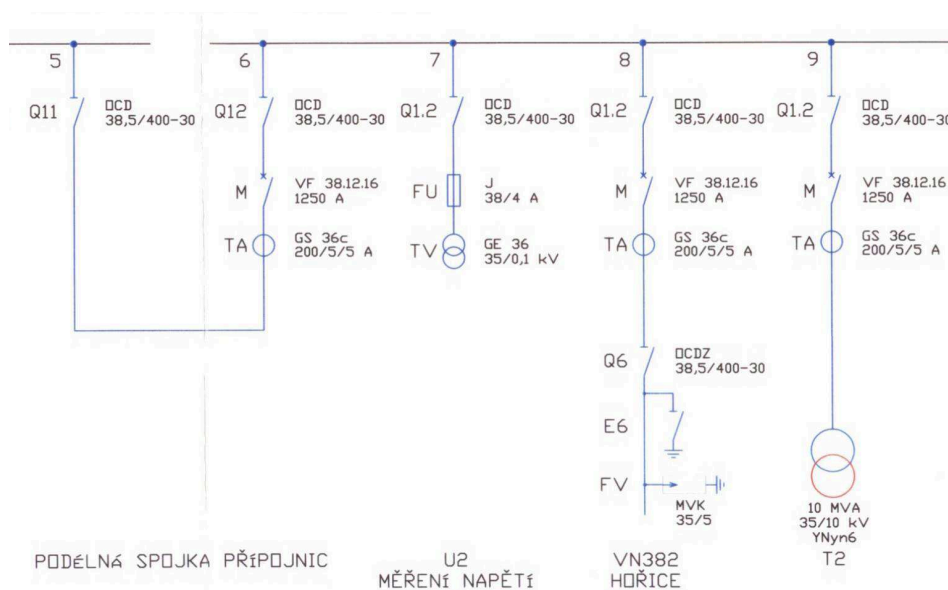 5
6
7
8
9
Q11
OCD
38,5/400-30
Q12
OCD
38,5/400-30
Q1.2
OCD
38,5/400-30
Q1.2
OCD
38,5/400-30
Q1.2
OCD
38,5/400-30
M
VF 38.12.16
1250 A
FU
J
38/4 A
M
VF 38.12.16
1250 A
M
VF 38.12.16
1250 A
TA
GS 36c
200/5/5 A
TV
GE 36
35/0,1 kV
TA
GS 36c
200/5/5 A
TA
GS 36c
200/5/5 A
Q6
OCDZ
38,5/400-30
E6
FV
MVK
35/5
10 MVA
35/10 kV
YNyn6
PODÉLNÁ SPOJKA PŘÍPOJNIC
U2
MĚŘENÍ NAPĚTÍ
VN382
HOŘICE
T2